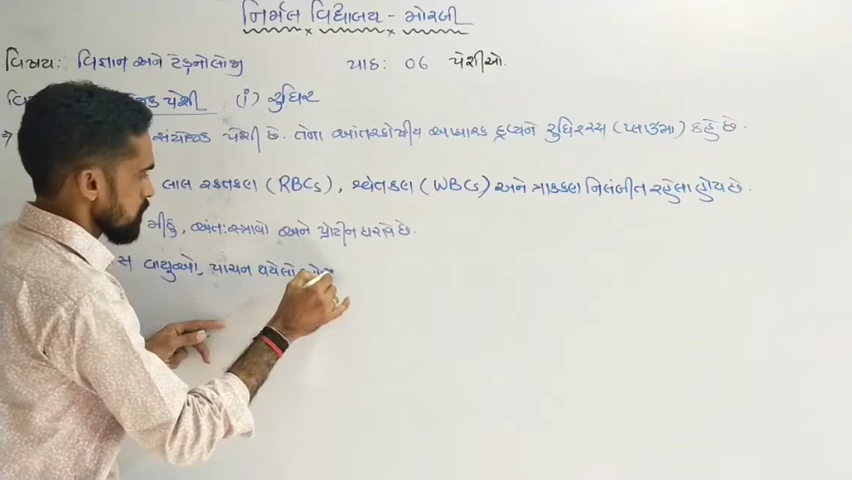 નિર્મલ વિદ્યાલય - મોરબી
વિષય: વિજ્ઞાન અને ટેકનોલોજી પાઠ: 06 પેશીઓ.
પેશી (i) રુધિર
⇒ સંયોજક પેશી છે. તેના આંતરકોષીય આધારક દ્રવ્યને રુધિરરસ (પ્લાઝ્મા) કહે છે.
લાલ રક્તકણ (RBCs), શ્વેતકણ (WBCs) અને ત્રાકકણ નિલંબીત રહેલા હોય છે.
મીઠું, અંત:સ્ત્રાવો અને પ્રોટીન ધરાવે છે.
વાયુઓ, પાચન થયેલો